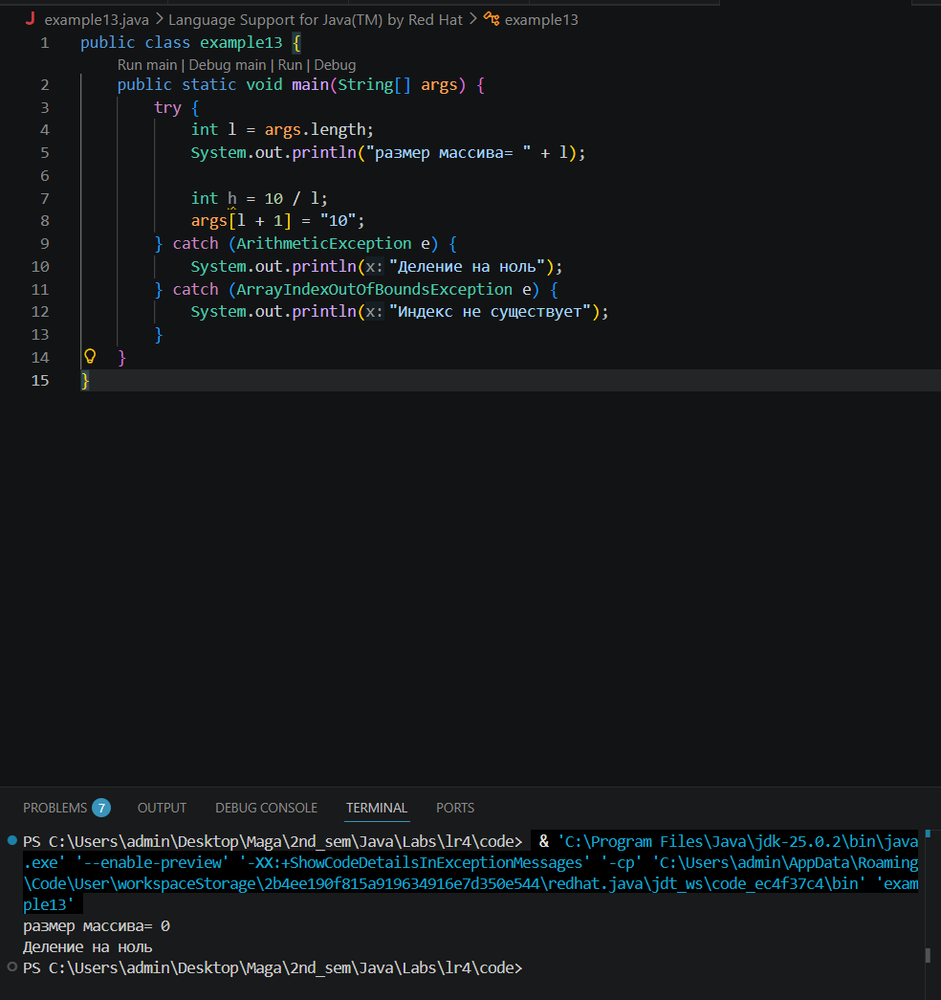 example13.java > Language Support for Java(TM) by Red Hat > example13
1 public class example13 {
Run main | Debug main | Run | Debug
2 public static void main(String[] args) {
3 try {
4 int l = args.length;
5 System.out.println("размер массива= " + l);
6
7 int h = 10 / l;
8 args[l + 1] = "10";
9 } catch (ArithmeticException e) {
10 System.out.println(x: "Деление на ноль");
11 } catch (ArrayIndexOutOfBoundsException e) {
12 System.out.println(x: "Индекс не существует");
13 }
14 }
15 }
PROBLEMS 7 OUTPUT DEBUG CONSOLE TERMINAL PORTS
PS C:\Users\admin\Desktop\Maga\2nd_sem\Java\Labs\lr4\code> & 'C:\Program Files\Java\jdk-25.0.2\bin\java
.exe' '--enable-preview' '-XX:+ShowCodeDetailsInExceptionMessages' '-cp' 'C:\Users\admin\AppData\Roaming
\Code\User\workspaceStorage\2b4ee190f815a919634916e7d350e544\redhat.java\jdt_ws\code_ec4f37c4\bin' 'exam
ple13'
размер массива= 0
Деление на ноль
PS C:\Users\admin\Desktop\Maga\2nd_sem\Java\Labs\lr4\code>